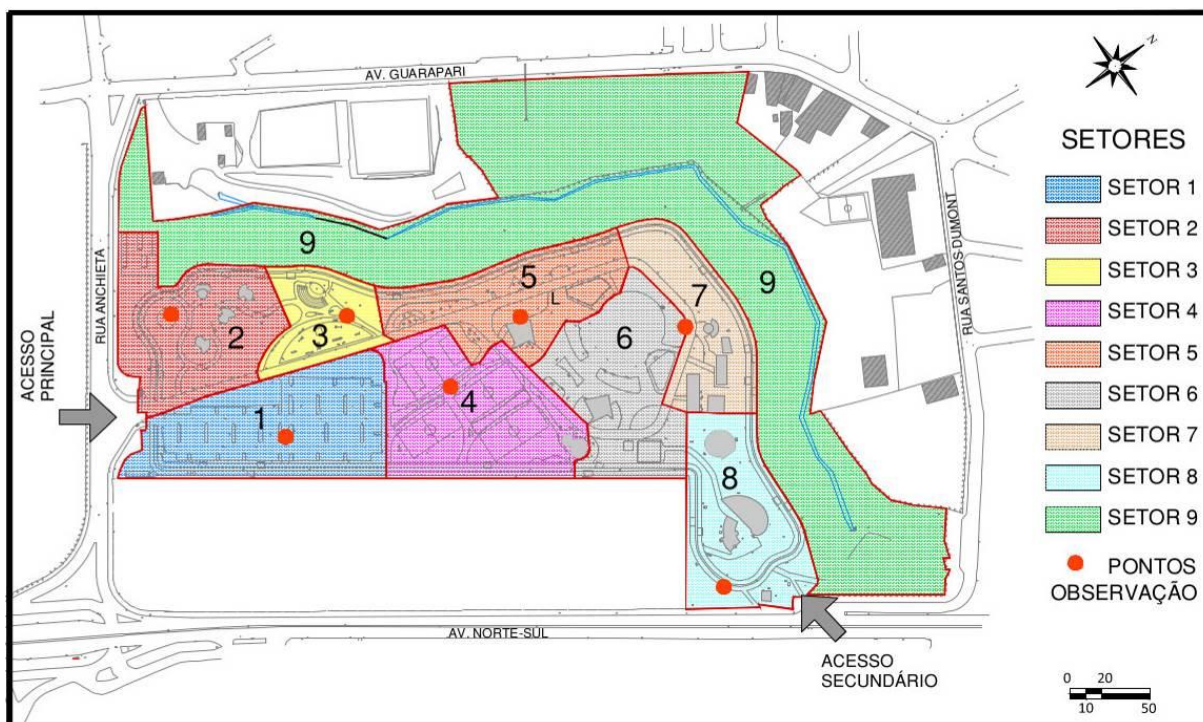 AV. GUARAPARI
N
SETORES
SETOR 1
SETOR 2
SETOR 3
SETOR 4
SETOR 5
SETOR 6
SETOR 7
SETOR 8
SETOR 9
PONTOS
OBSERVAÇÃO
RUA ANCHIETA
RUA SANTOS-DUMONT
ACESSO
PRINCIPAL
9
5
L
7
9
2
3
6
4
1
8
AV. NORTE-SUL
ACESSO
SECUNDÁRIO
0 20
10 50